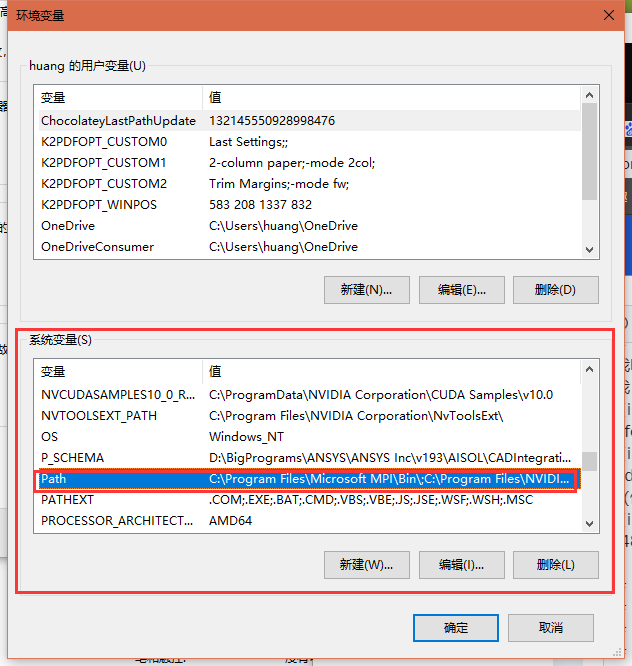 环境变量
huang 的用户变量(U)
变量 值
ChocolateyLastPathUpdate 132145550928998476
K2PDFOPT_CUSTOM0 Last Settings;;
K2PDFOPT_CUSTOM1 2-column paper;-mode 2col;
K2PDFOPT_CUSTOM2 Trim Margins;-mode fw;
K2PDFOPT_WINPOS 583 208 1337 832
OneDrive C:\Users\huang\OneDrive
OneDriveConsumer C:\Users\huang\OneDrive
新建(N)... 编辑(E)... 删除(D)
系统变量(S)
变量 值
NVCUDASAMPLES10_0_R... C:\ProgramData\NVIDIA Corporation\CUDA Samples\v10.0
NVTOOLSEXT_PATH C:\Program Files\NVIDIA Corporation\NvToolsExt\
OS Windows_NT
P_SCHEMA D:\BigPrograms\ANSYS\ANSYS Inc\v193\AISOL\CADIntegrati...
Path C:\Program Files\Microsoft MPI\Bin\;C:\Program Files\NVIDI...
PATHEXT .COM;.EXE;.BAT;.CMD;.VBS;.VBE;.JS;.JSE;.WSF;.WSH;.MSC
PROCESSOR_ARCHITECT... AMD64
新建(W)... 编辑(I)... 删除(L)
确定 取消